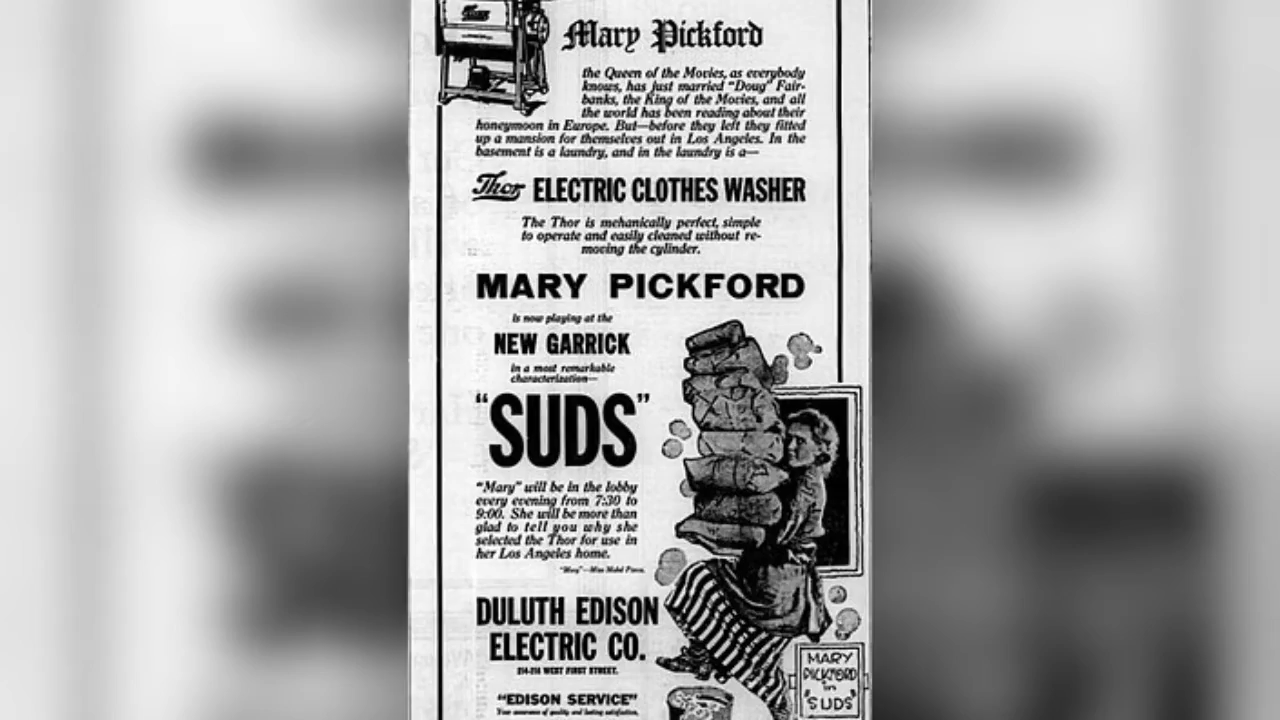 Thor
Mary Pickford
the Queen of the Movies, as everybody
knows, has just married "Doug" Fair-
banks, the King of the Movies, and all
the world has been reading about their
honeymoon in Europe. But—before they left they fitted
up a mansion for themselves out in Los Angeles. In the
basement is a laundry, and in the laundry is a—
Thor ELECTRIC CLOTHES WASHER
The Thor is mehanically perfect, simple
to operate and easily cleaned without re-
moving the cylinder.
MARY PICKFORD
is now playing at the
NEW GARRICK
in a most remarkable
characterization—
"SUDS"
"Mary" will be in the lobby
every evening from 7:30 to
9:00. She will be more than
glad to tell you why she
selected the Thor for use in
her Los Angeles home.
"Mary"—Miss Mabel Pierce.
DULUTH EDISON
ELECTRIC CO.
214-216 WEST FIRST STREET.
"EDISON SERVICE"
Your assurance of quality and lasting satisfaction.
MARY
PICKFORD
in
"SUDS"